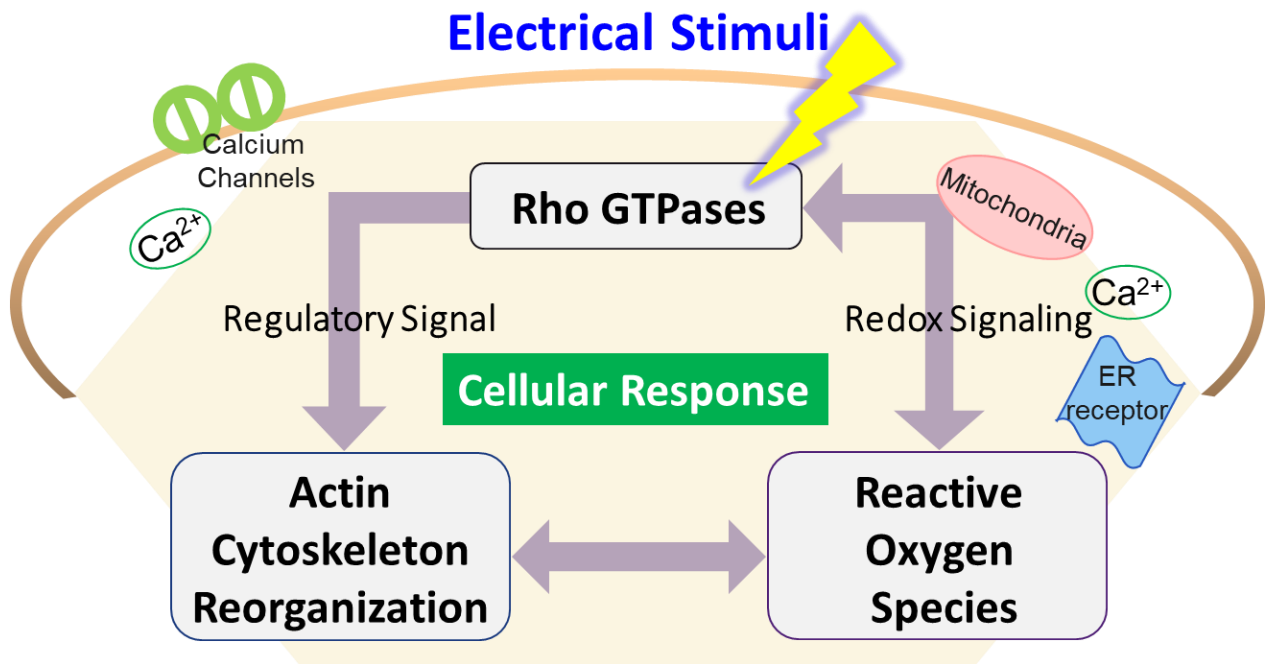 Electrical Stimuli
Calcium
Channels
Ca²⁺
Rho GTPases
Mitochondria
Ca²⁺
Regulatory Signal
Redox Signaling
Cellular Response
ER
receptor
Actin
Cytoskeleton
Reorganization
Reactive
Oxygen
Species